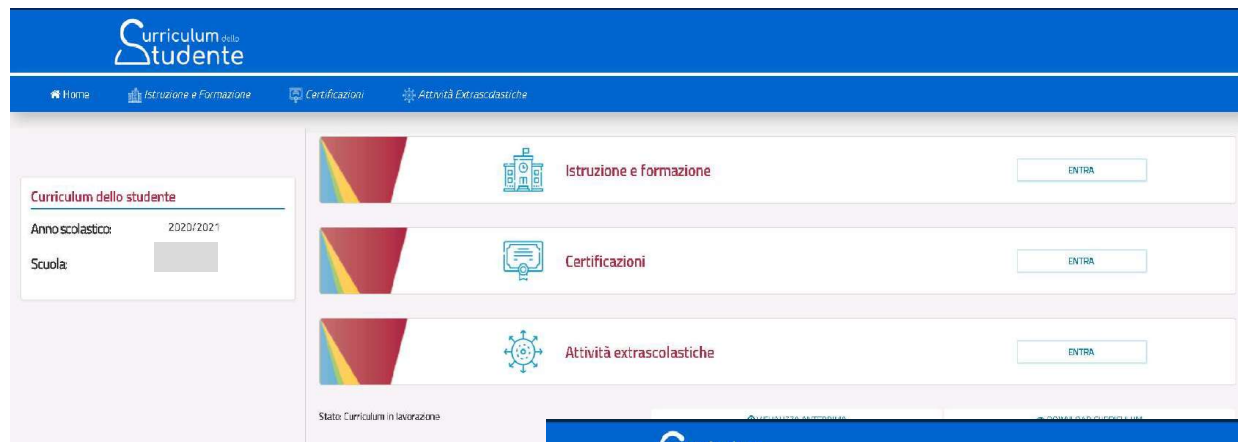 Curriculum dello
Studente
Home Istruzione e Formazione Certificazioni Attività Extrascolastiche
Istruzione e formazione ENTRA
Curriculum dello studente
Anno scolastico: 2020/2021
Scuola:
Certificazioni ENTRA
Attività extrascolastiche ENTRA
Stato: Curriculum in lavorazione